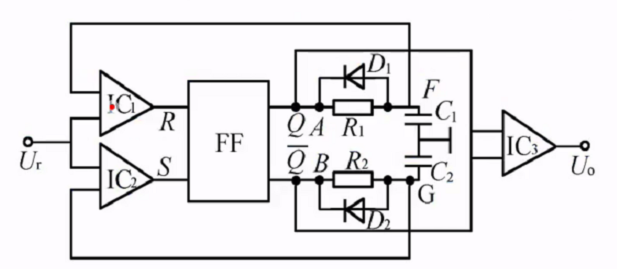 D₁
F
IC₁
R
Q A
R₁
C₁
FF
IC₃
Uᵣ
Q̅ B
R₂
Uₒ
IC₂
S
C₂
G
D₂